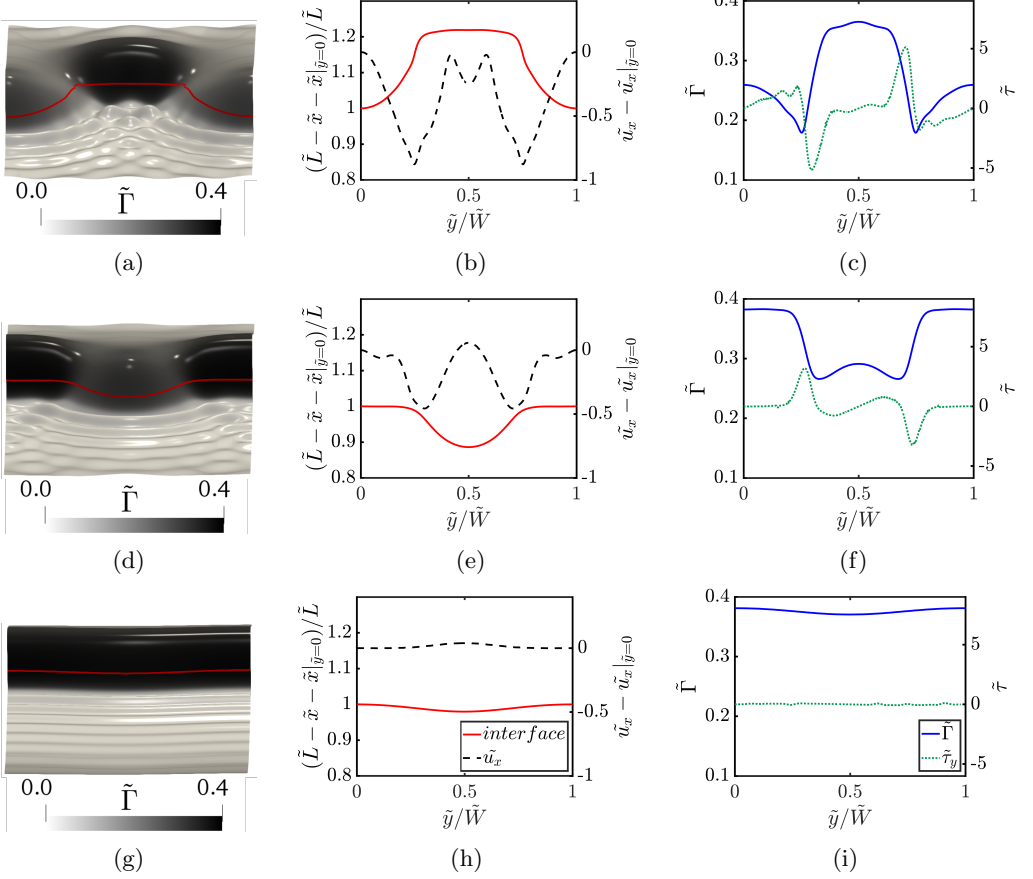 0.0 0.4
Γ̃
(a)
(L̃ − x̃ − x̃|ỹ=0)/L̃
1.2
1.1
1
0.9
0.8
0
-0.5
-1
ũx − ũx|ỹ=0
0 0.5 1
ỹ/W̃
(b)
Γ̃
0.4
0.3
0.2
0.1
5
0
-5
τ̃
0 0.5 1
ỹ/W̃
(c)
0.0 0.4
Γ̃
(d)
(L̃ − x̃ − x̃|ỹ=0)/L̃
1.2
1.1
1
0.9
0.8
0
-0.5
-1
ũx − ũx|ỹ=0
0 0.5 1
ỹ/W̃
(e)
Γ̃
0.4
0.3
0.2
0.1
5
0
-5
τ̃
0 0.5 1
ỹ/W̃
(f)
0.0 0.4
Γ̃
(g)
(L̃ − x̃ − x̃|ỹ=0)/L̃
1.2
1.1
1
0.9
0.8
0
-0.5
-1
ũx − ũx|ỹ=0
interface
ũx
0 0.5 1
ỹ/W̃
(h)
Γ̃
0.4
0.3
0.2
0.1
5
0
-5
τ̃
Γ̃
τ̃y
0 0.5 1
ỹ/W̃
(i)